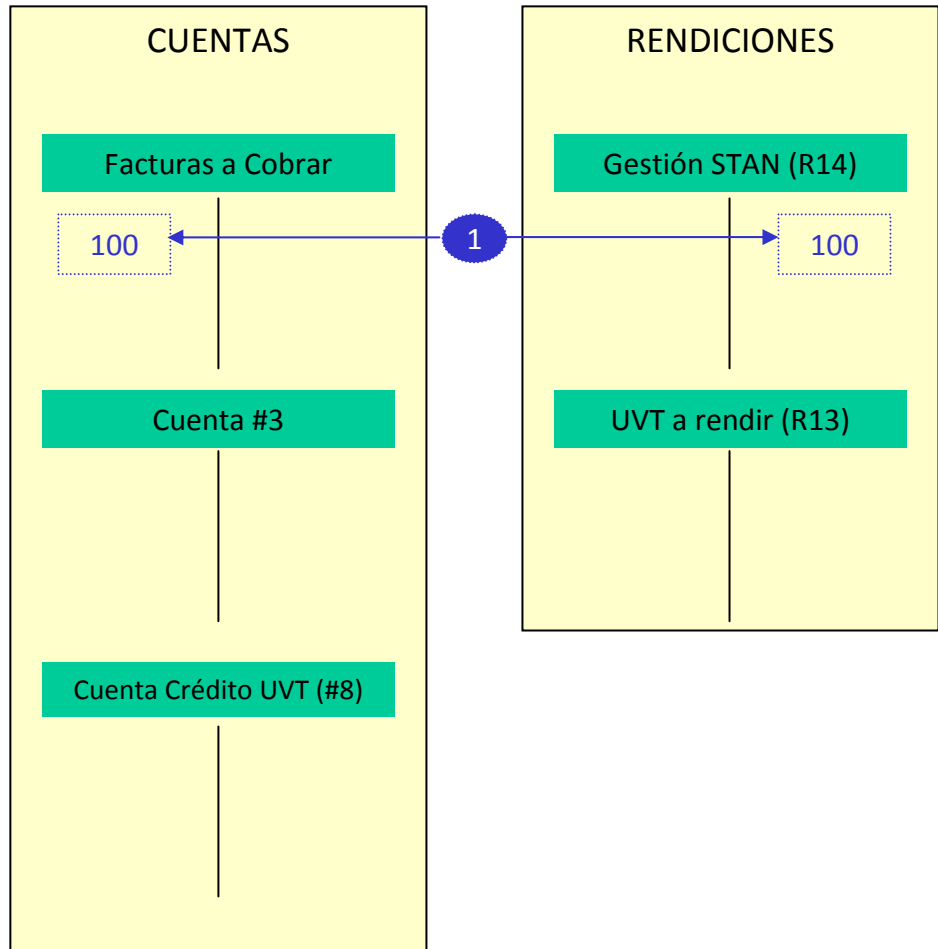 CUENTAS
Facturas a Cobrar
100
Cuenta #3
Cuenta Crédito UVT (#8)
1
RENDICIONES
Gestión STAN (R14)
100
UVT a rendir (R13)